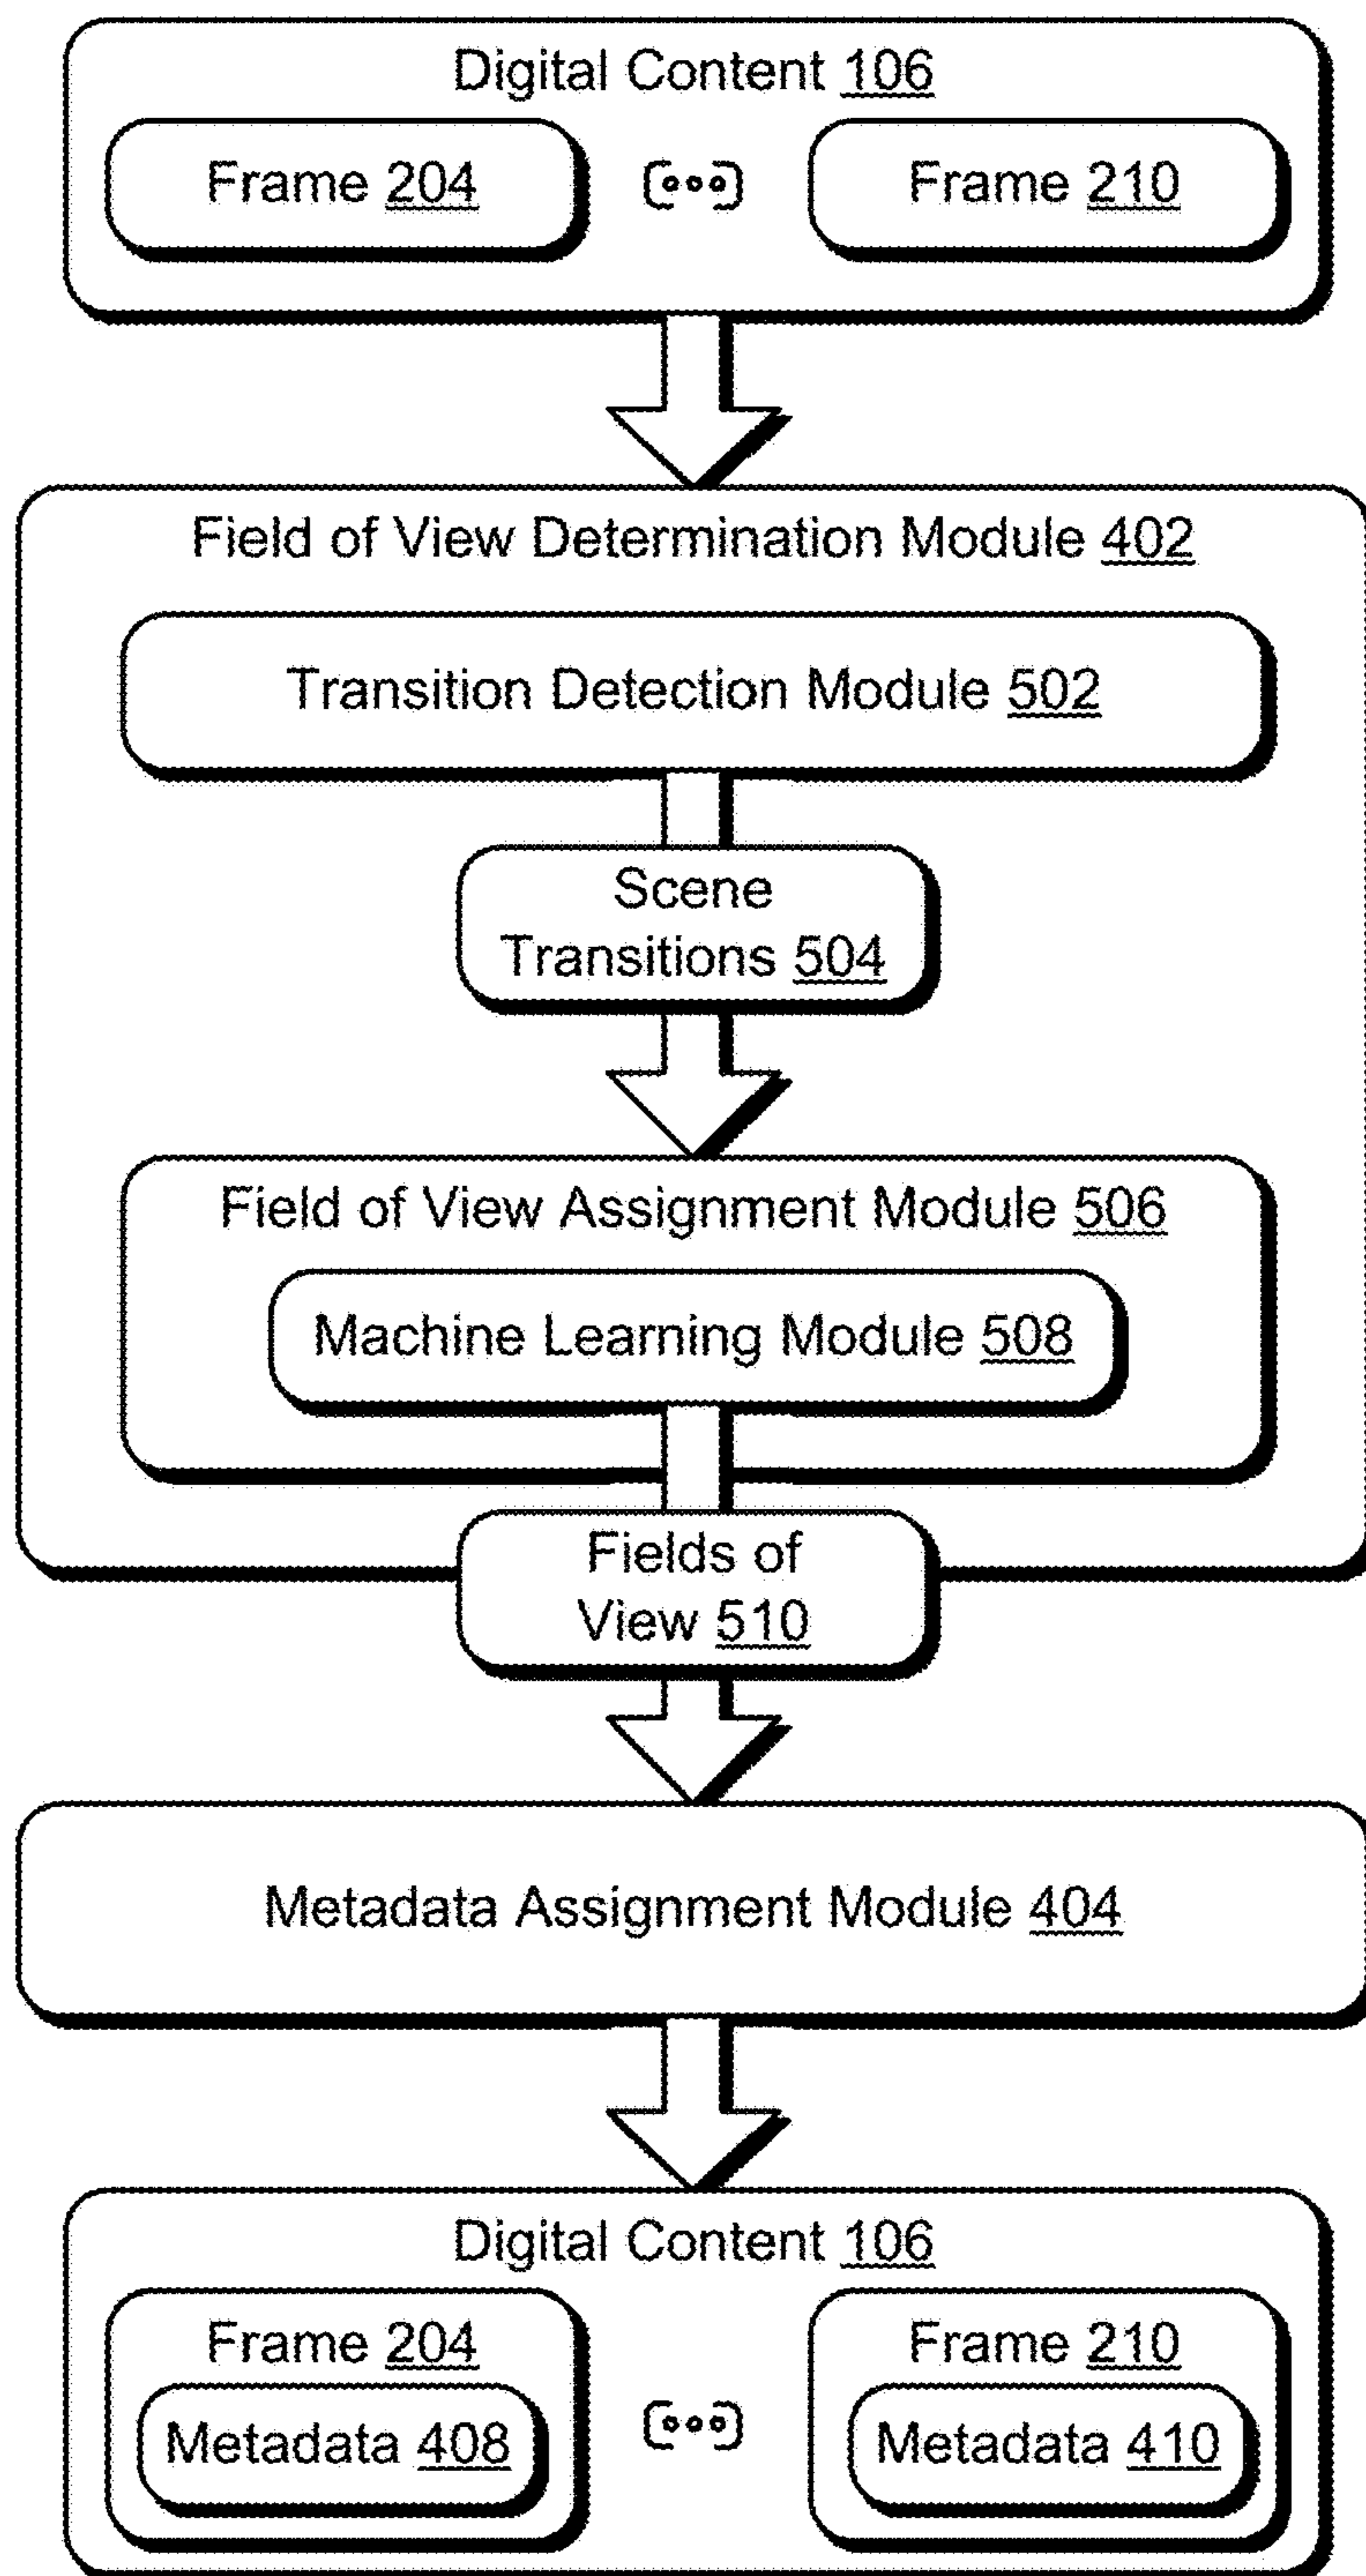 Digital Content 106
Frame 204
Frame 210
Field of View Determination Module 402
Transition Detection Module 502
Scene
Transitions 504
Field of View Assignment Module 506
Machine Learning Module 508
Fields of
View 510
Metadata Assignment Module 404
Digital Content 106
Frame 204
Frame 210
Metadata 408
Metadata 410